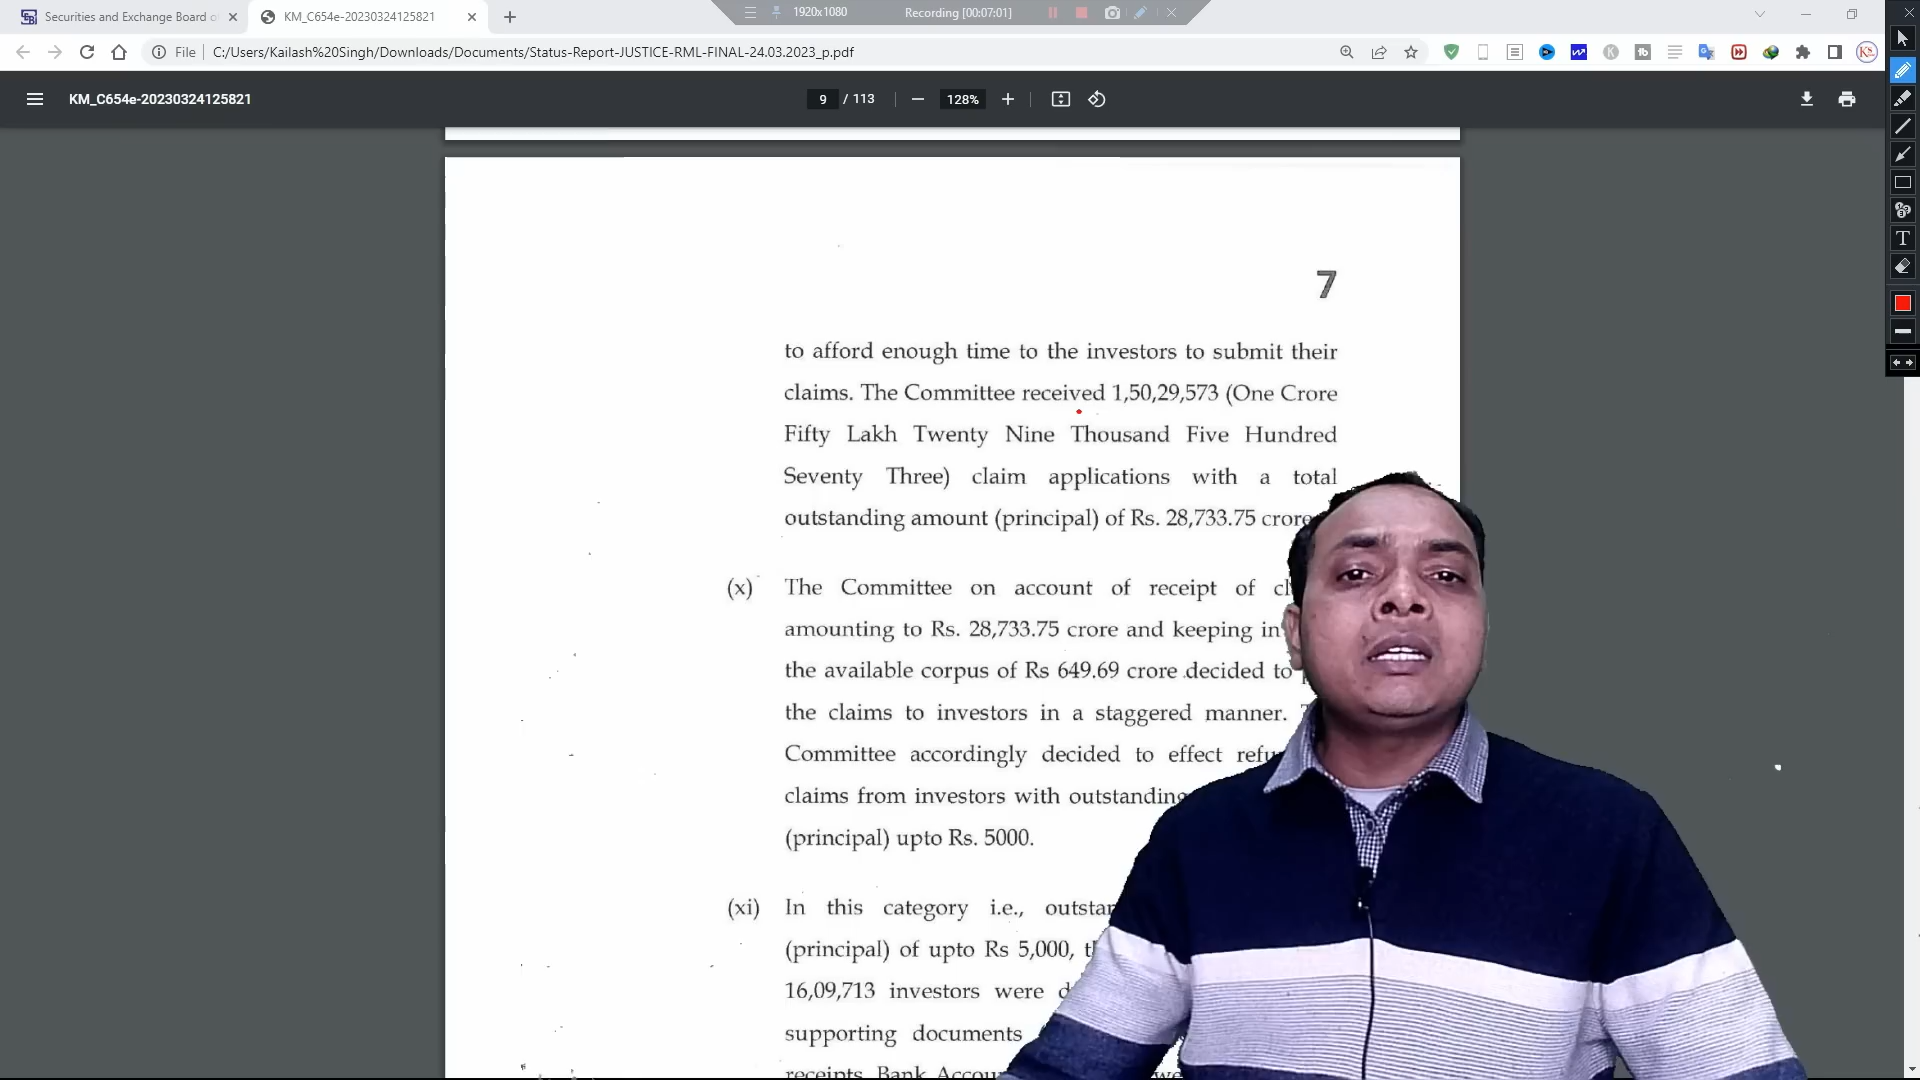 Securities and Exchange Board o
KM_C654e-20230324125821
1920x1080
Recording [00:07:01]
File
C:/Users/Kailash%20Singh/Downloads/Documents/Status-Report-JUSTICE-RML-FINAL-24.03.2023_p.pdf
KM_C654e-20230324125821
9 / 113
128%
7
to afford enough time to the investors to submit their
claims. The Committee received 1,50,29,573 (One Crore
Fifty Lakh Twenty Nine Thousand Five Hundred
Seventy Three) claim applications with a total
outstanding amount (principal) of Rs. 28,733.75 crore
(x) The Committee on account of receipt of
amounting to Rs. 28,733.75 crore and keeping in
the available corpus of Rs 649.69 crore decided to
the claims to investors in a staggered manner.
Committee accordingly decided to effect
claims from investors with outstanding
(principal) upto Rs. 5000.
(xi) In this category i.e.,
(principal) of upto Rs 5,000,
16,09,713 investors were
supporting documents
receipts, Bank